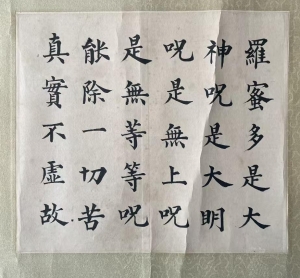 羅蜜多是大
神呪是大明
呪是無上呪
是無等等呪
能除一切苦
真實不虛故